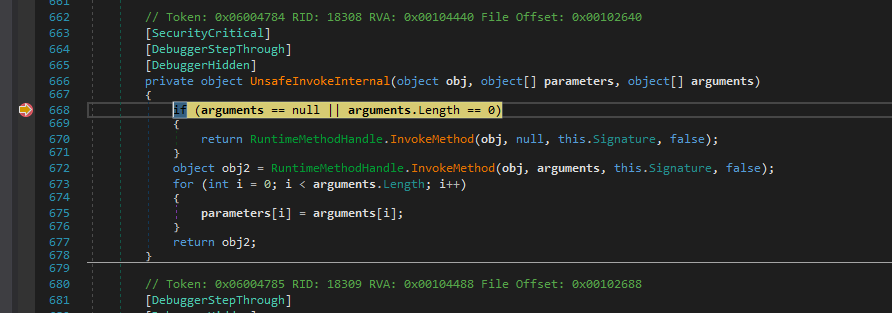 661
662 // Token: 0x06004784 RID: 18308 RVA: 0x00104440 File Offset: 0x00102640
663 [SecurityCritical]
664 [DebuggerStepThrough]
665 [DebuggerHidden]
666 private object UnsafeInvokeInternal(object obj, object[] parameters, object[] arguments)
667 {
668 if (arguments == null || arguments.Length == 0)
669 {
670 return RuntimeMethodHandle.InvokeMethod(obj, null, this.Signature, false);
671 }
672 object obj2 = RuntimeMethodHandle.InvokeMethod(obj, arguments, this.Signature, false);
673 for (int i = 0; i < arguments.Length; i++)
674 {
675 parameters[i] = arguments[i];
676 }
677 return obj2;
678 }
679
680 // Token: 0x06004785 RID: 18309 RVA: 0x00104488 File Offset: 0x00102688
681 [DebuggerStepThrough]